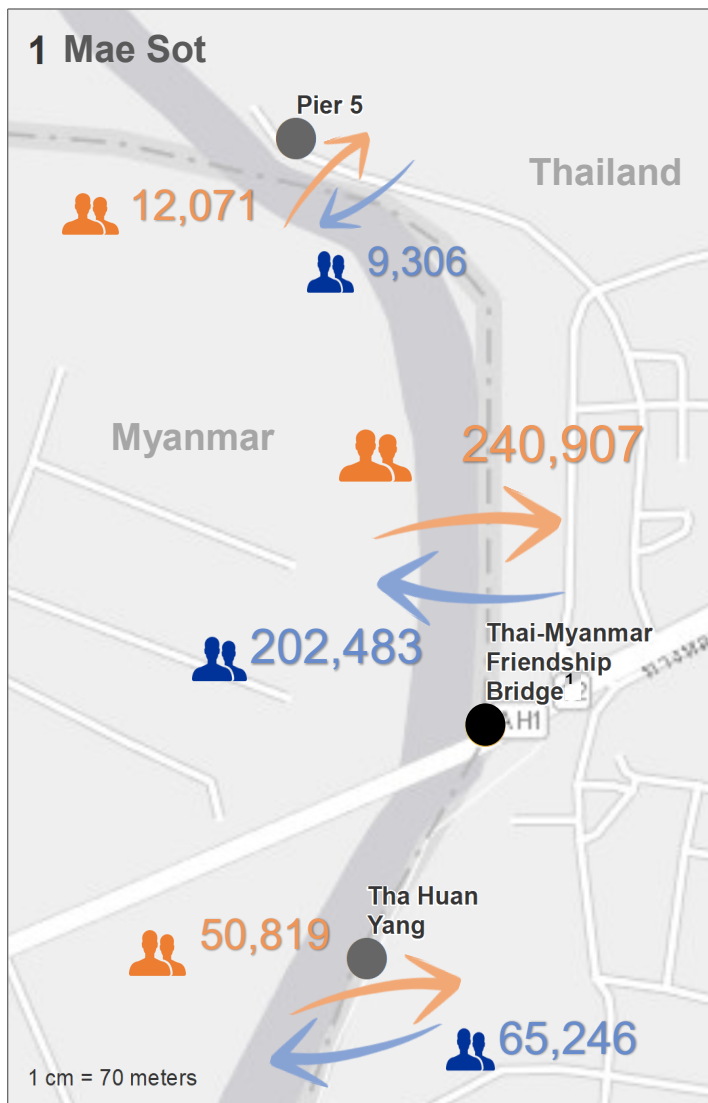 1 Mae Sot
Pier 5
Thailand
12,071
9,306
Myanmar
240,907
202,483
Thai-Myanmar
Friendship
Bridge1
AH1
Tha Huan
Yang
50,819
65,246
1 cm = 70 meters